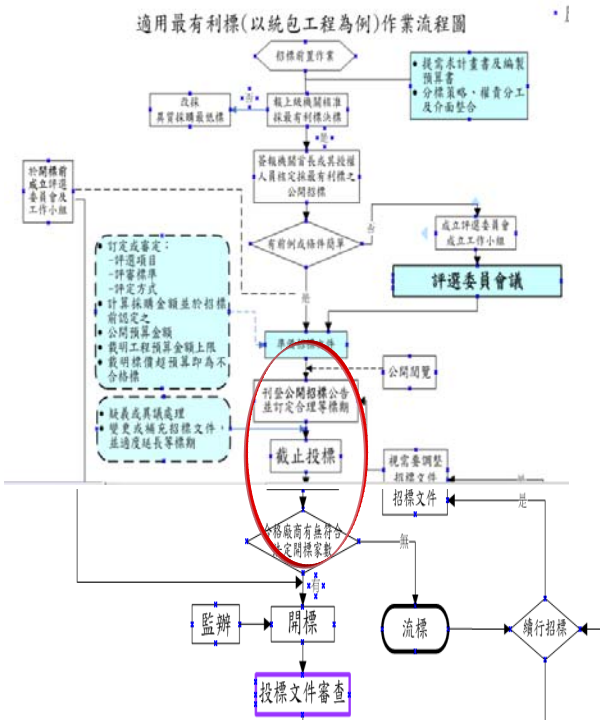 適用最有利標(以統包工程為例)作業流程圖
招標前置作業
• 提需求計畫書及編製
預算書
• 分標策略、權責分工
及介面整合
改採
異質採購最低標
否
報上級機關核准
採最有利標決標
是
於開標前
成立評選
委員會及
工作小組
簽報機關首長或其授權
人員核定採最有利標之
公開招標
有前例或條件簡單
否
成立評選委員會
成立工作小組
評選委員會議
• 訂定或審定：
-評選項目
-評審標準
-評定方式
• 計算採購金額並於招標
前認定之
• 公開預算金額
• 載明工程預算金額上限
• 載明標價超預算即為不
合格標
是
準備招標文件
公開閱覽
刊登公開招標公告
並訂定合理等標期
• 疑義或異議處理
• 變更或補充招標文件，
並適度延長等標期
截止投標
視需要調整
招標文件
招標文件
是
是
合格廠商有無符合
法定開標家數
無
有
監辦
開標
流標
續行招標
投標文件審查